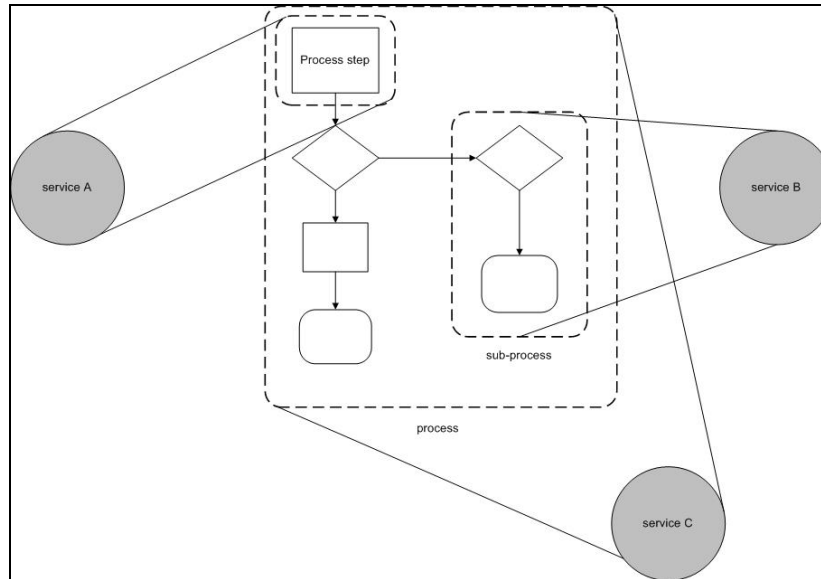 Process step
service A
service B
sub-process
process
service C